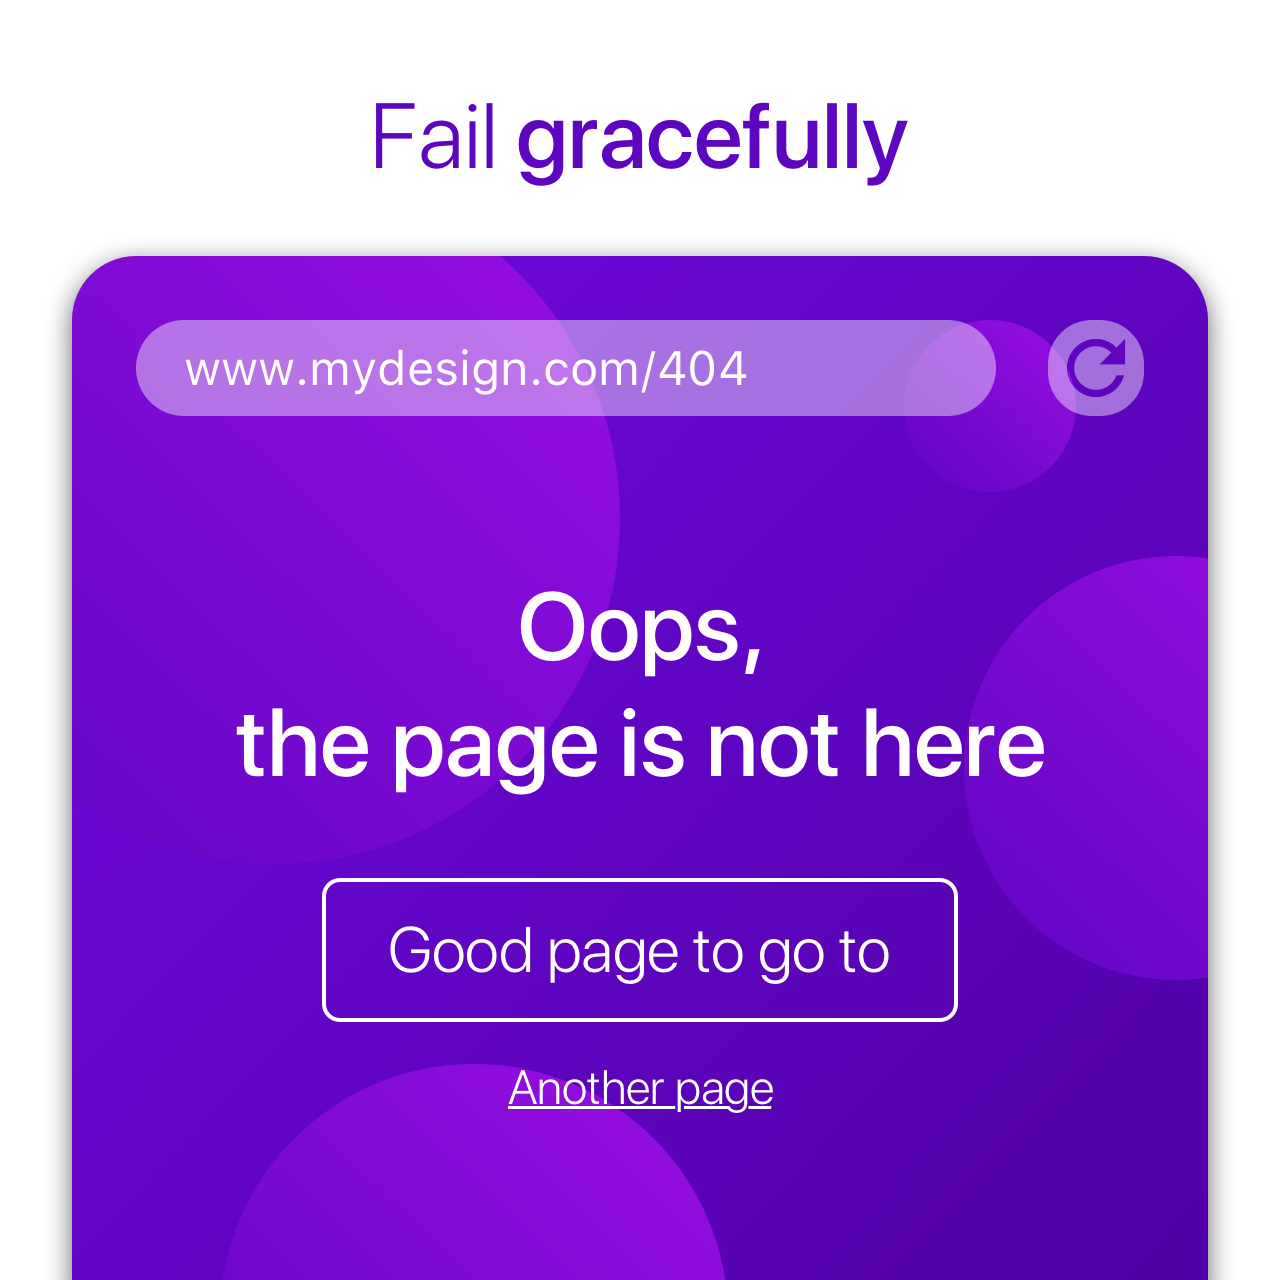 Fail gracefully
www.mydesign.com/404
Oops,
the page is not here
Good page to go to
Another page